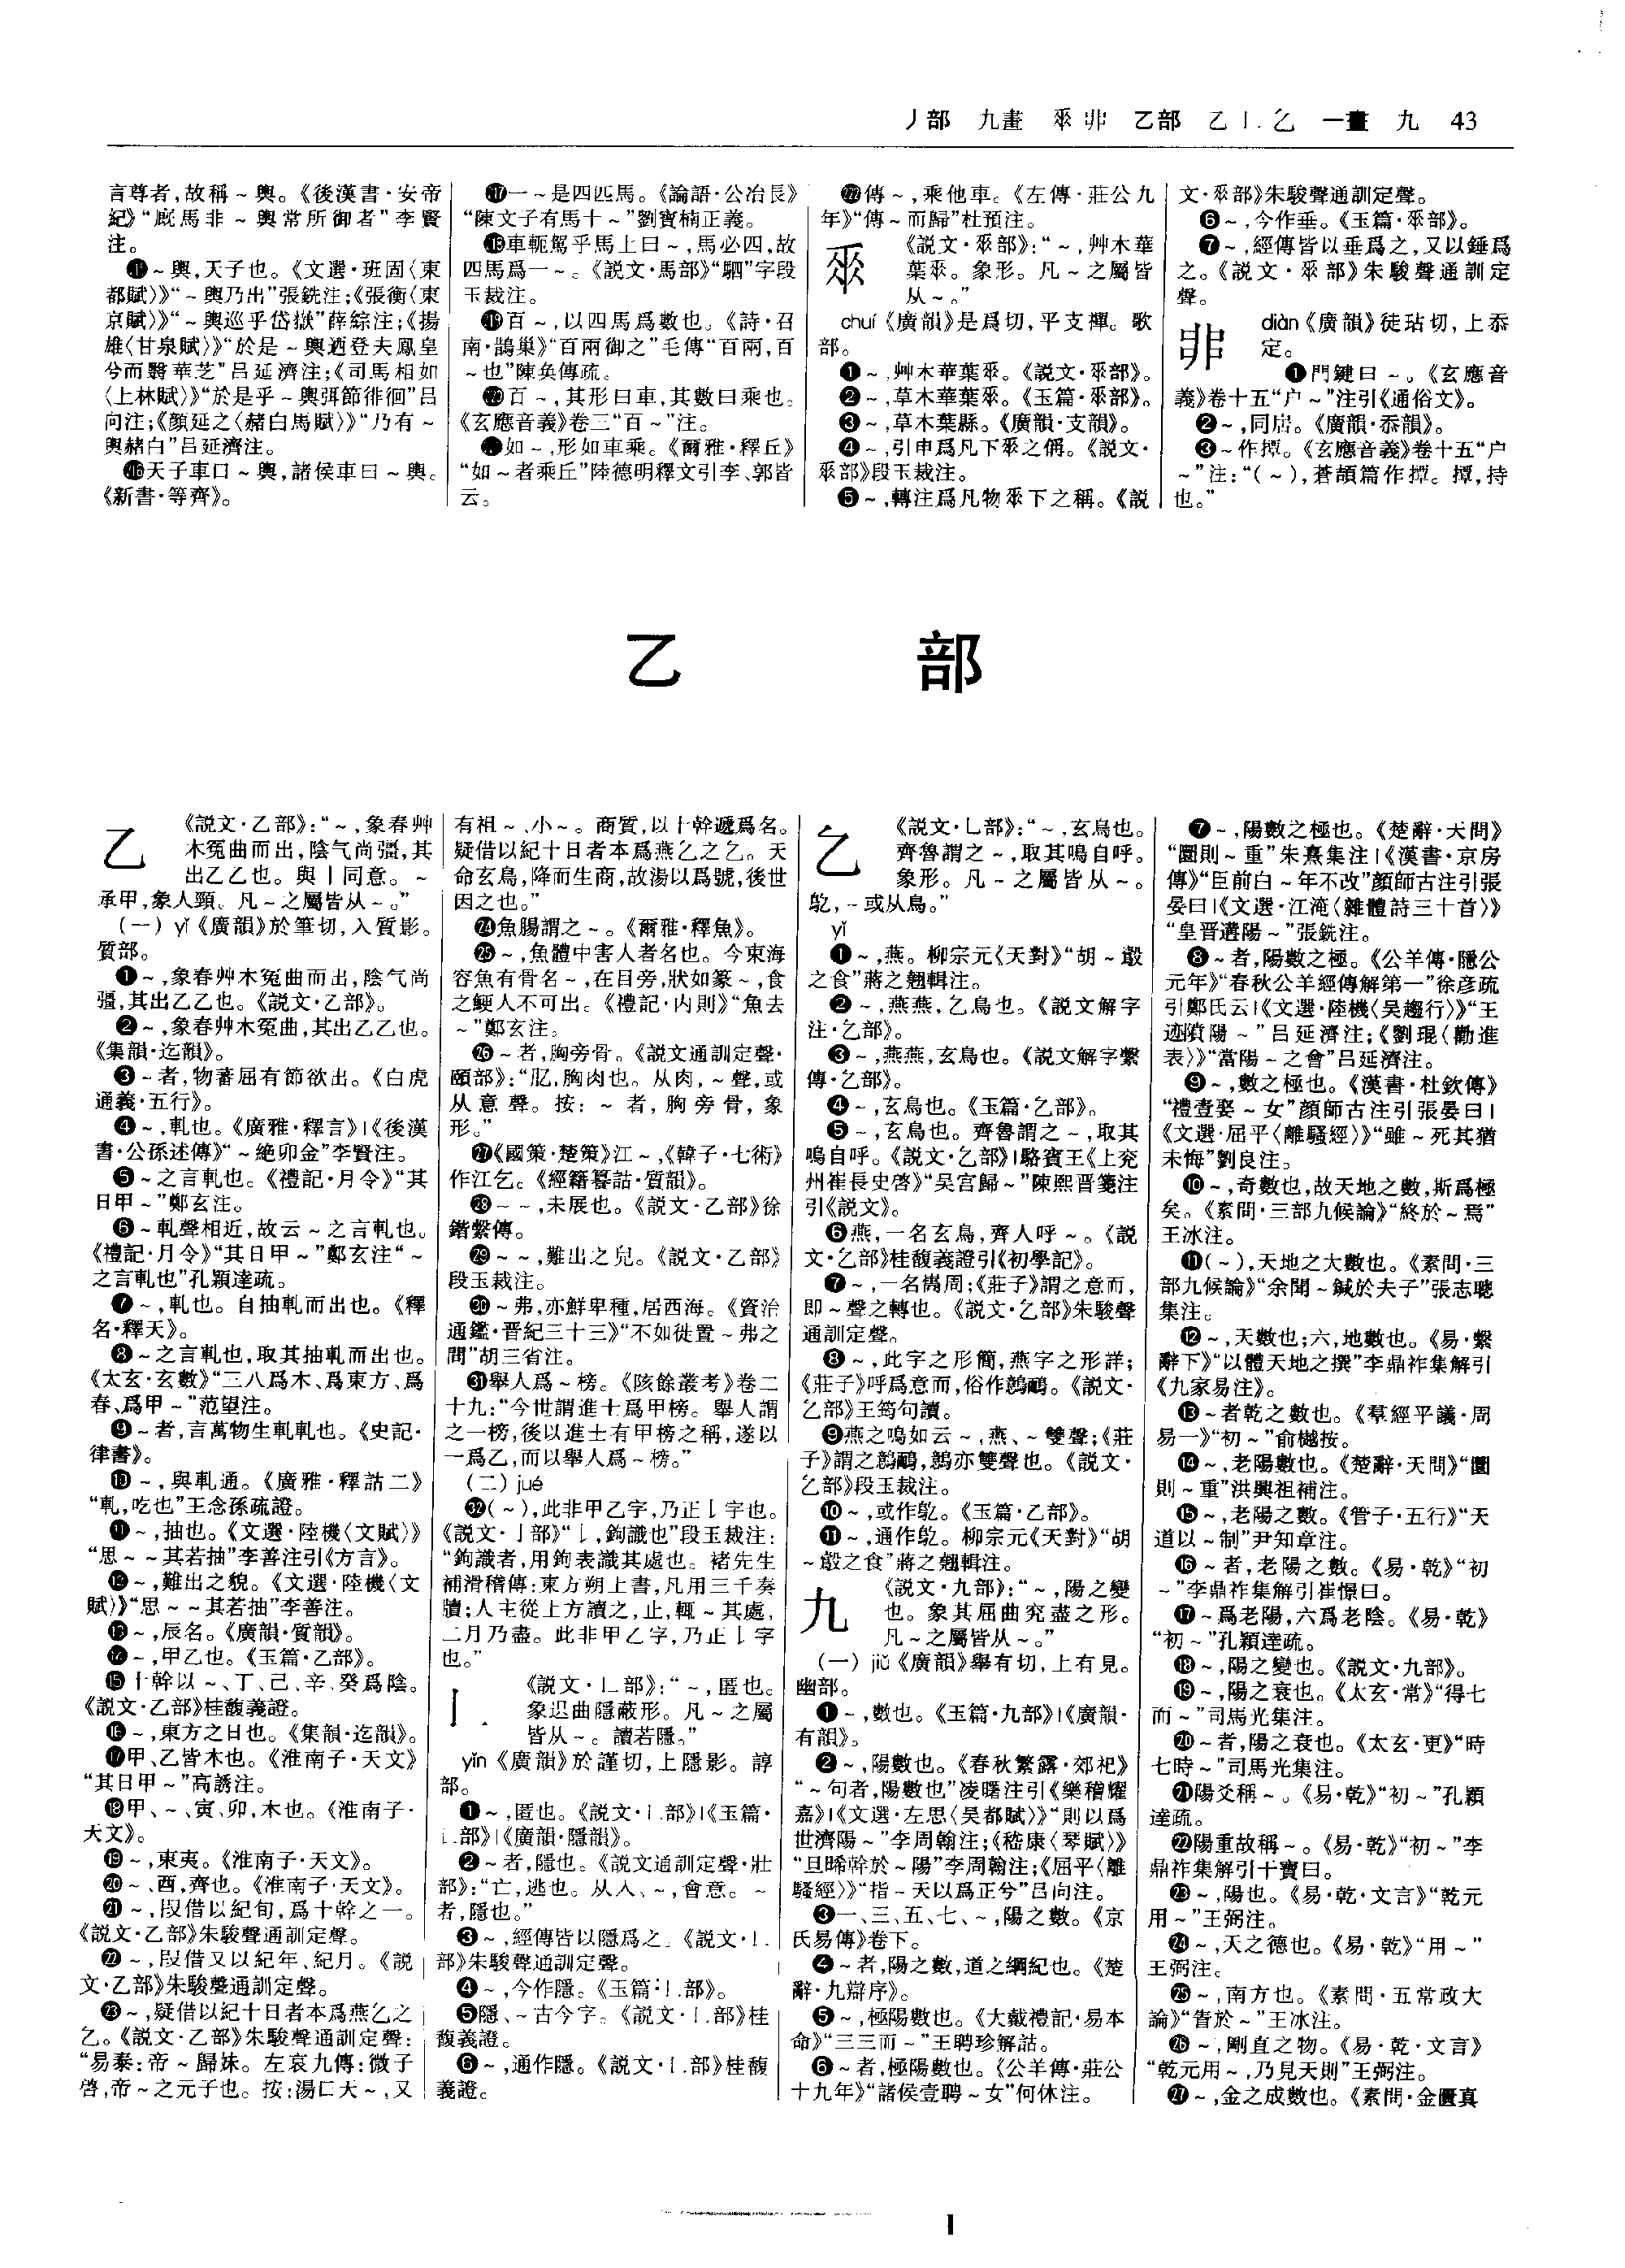 丿部 九畫 𠂹𦥔 乙部 乙乚𠃉 一畫 九 43
言尊者,故稱~輿。《後漢書·安帝
紀》“庶馬非~輿常所御者”李賢
注。
~輿,天子也。《文選·班固〈東
都賦〉》“~輿乃出”張銑注;《張衡〈東
京賦〉》“~輿巡乎岱嶽”薛綜注;《揚
雄〈甘泉賦〉》“於是~輿迺登夫鳳皇
兮而翳華芝”吕延濟注;《司馬相如
〈上林賦〉》“於是乎~輿弭節徘徊”吕
向注;《顔延之〈赭白馬賦〉》“乃有~
輿赭白”吕延濟注。
⓰天子車曰~輿,諸侯車曰~輿。
《新書·等齊》。
⓱一~是四匹馬。《論語·公冶長》
“陳文子有馬十~”劉寶楠正義。
⓲車軛駕乎馬上曰~,馬必四,故
四馬爲一~。《説文·馬部》“駟”字段
玉裁注。
⓳百~,以四馬爲數也。《詩·召
南·鵲巢》“百兩御之”毛傳“百兩,百
~也”陳奂傳疏。
⓴百~,其形曰車,其數曰乘也。
《玄應音義》卷三“百~”注。
如~,形如車乘。《爾雅·釋丘》
“如~者乘丘”陸德明釋文引李、郭皆
云。
㉒傳~,乘他車。《左傳·莊公九
年》“傳~而歸”杜預注。
𠂹 《説文·𠂹部》:“~,艸木華
葉𠂹。象形。凡~之屬皆
从~。”
chuí《廣韻》是爲切,平支禪。歌
部。
❶~,艸木華葉𠂹。《説文·𠂹部》。
❷~,草木華葉𠂹。《玉篇·𠂹部》。
❸~,草木葉縣。《廣韻·支韻》。
❹~,引申爲凡下𠂹之偁。《説文·
𠂹部》段玉裁注。
❺~,轉注爲凡物𠂹下之稱。《説
文·𠂹部》朱駿聲通訓定聲。
❻~,今作垂。《玉篇·𠂹部》。
❼~,經傳皆以垂爲之,又以錘爲
之。《説文·𠂹部》朱駿聲通訓定
聲。
diàn《廣韻》徒玷切,上忝
定。
❶門鍵曰~。《玄應音
義》卷十五“户~”注引《通俗文》。
❷~,同㢑。《廣韻·忝韻》。
❸~作撢。《玄應音義》卷十五“户
~”注:“(~),蒼頡篇作撢。撢,持
也。”
乙 部
乙 《説文·乙部》:“~,象春艸
木冤曲而出,陰气尚彊,其
出乙乙也。與丨同意。~
承甲,象人頸。凡~之屬皆从~。”
(一)yǐ《廣韻》於筆切,入質影。
質部。
❶~,象春艸木冤曲而出,陰气尚
彊,其出乙乙也。《説文·乙部》。
❷~,象春艸木冤曲,其出乙乙也。
《集韻·迄韻》。
❸~者,物蕃屈有節欲出。《白虎
通義·五行》。
❹~,軋也。《廣雅·釋言》|《後漢
書·公孫述傳》“~絶卯金”李賢注。
❺~之言軋也。《禮記·月令》“其
日甲~”鄭玄注。
❻~軋聲相近,故云~之言軋也。
《禮記·月令》“其日甲~”鄭玄注“~
之言軋也”孔穎達疏。
❼~,軋也。自抽軋而出也。《釋
名·釋天》。
❽~之言軋也,取其抽軋而出也。
《太玄·玄數》“三八爲木、爲東方、爲
春、爲甲~”范望注。
❾~者,言萬物生軋軋也。《史記·
律書》。
❿~,與軋通。《廣雅·釋詁二》
“軋,吃也”王念孫疏證。
⓫~,抽也。《文選·陸機〈文賦〉》
“思~~其若抽”李善注引《方言》。
⓬~,難出之貌。《文選·陸機〈文
賦〉》“思~~其若抽”李善注。
⓭~,辰名。《廣韻·質韻》。
⓮~,甲乙也。《玉篇·乙部》。
⓯十幹以~、丁、己、辛、癸爲陰。
《説文·乙部》桂馥義證。
⓰~,東方之日也。《集韻·迄韻》。
⓱甲、乙皆木也。《淮南子·天文》
“其日甲~”高誘注。
⓲甲、~、寅、卯,木也。《淮南子·
天文》。
⓳~,東夷。《淮南子·天文》。
⓴~、酉,齊也。《淮南子·天文》。
㉑~,叚借以紀旬,爲十幹之一。
《説文·乙部》朱駿聲通訓定聲。
㉒~,叚借又以紀年、紀月。《説
文·乙部》朱駿聲通訓定聲。
㉓~,疑借以紀十日者本爲燕乙之
乞。《説文·乙部》朱駿聲通訓定聲:
“易泰:帝~歸妹。左哀九傳:微子
啓,帝~之元子也。按:湯曰天~,又
有祖~、小~。商質,以十幹遞爲名。
疑借以紀十日者本爲燕乙之乞。天
命玄鳥,降而生商,故湯以爲號,後世
因之也。”
㉔魚腸謂之~。《爾雅·釋魚》。
㉕~,魚體中害人者名也。今東海
容魚有骨名~,在目旁,狀如篆~,食
之鯁人不可出。《禮記·内則》“魚去
~”鄭玄注。
㉖~者,胸旁骨。《説文通訓定聲·
頤部》:“肊,胸肉也。从肉,~聲,或
从意聲。按:~者,胸旁骨,象
形。”
㉗《國策·楚策》江~,《韓子·七術》
作江乞。《經籍籑詁·質韻》。
㉘~~,未展也。《説文·乙部》徐
鍇繫傳。
㉙~~,難出之皃。《説文·乙部》
段玉裁注。
㉚~弗,亦鮮卑種,居西海。《資治
通鑑·晋紀三十三》“不如徙置~弗之
間”胡三省注。
㉛舉人爲~榜。《陔餘叢考》卷二
十九:“今世謂進士爲甲榜。舉人謂
之一榜,後以進士有甲榜之稱,遂以
一爲乙,而以舉人爲~榜。”
(二)jué
㉜(~),此非甲乙字,乃正𠄌字也。
《説文·亅部》“𠄌,鉤識也”段玉裁注:
“鉤識者,用鉤表識其處也。褚先生
補滑稽傳:東方朔上書,凡用三千奏
牘;人主從上方讀之,止,輒~其處,
二月乃盡。此非甲乙字,乃正𠄌字
也。”
乚 《説文·乚部》:“~,匿也。
象迟曲隱蔽形。凡~之屬
皆从~。讀若隱。”
yǐn《廣韻》於謹切,上隱影。諄
部。
❶~,匿也。《説文·乚部》|《玉篇·
乚部》|《廣韻·隱韻》。
❷~者,隱也。《説文通訓定聲·壯
部》:“亡,逃也。从入、~,會意。~
者,隱也。”
❸~,經傳皆以隱爲之。《説文·乚
部》朱駿聲通訓定聲。
❹~,今作隱。《玉篇·乚部》。
❺隱、~古今字。《説文·乚部》桂
馥義證。
❻~,通作隱。《説文·乚部》桂馥
義證。
𠃉 《説文·乚部》:“~,玄鳥也。
齊魯謂之~,取其鳴自呼。
象形。凡~之屬皆从~。
鳦,~或从鳥。”
yǐ
❶~,燕。柳宗元《天對》“胡~鷇
之食”蔣之翹輯注。
❷~,燕燕,乞鳥也。《説文解字
注·乞部》。
❸~,燕燕,玄鳥也。《説文解字繫
傳·乞部》。
❹~,玄鳥也。《玉篇·乞部》。
❺~,玄鳥也。齊魯謂之~,取其
鳴自呼。《説文·乞部》|駱賓王《上兖
州崔長史啓》“吴宫歸~”陳熙晋箋注
引《説文》。
❻燕,一名玄鳥,齊人呼~。《説
文·乞部》桂馥義證引《初學記》。
❼~,一名巂周;《莊子》謂之意而,
即~聲之轉也。《説文·乞部》朱駿聲
通訓定聲。
❽~,此字之形簡,燕字之形詳;
《莊子》呼爲意而,俗作鷾鴯。《説文·
乞部》王筠句讀。
❾燕之鳴如云~,燕、~雙聲;《莊
子》謂之鷾鴯,鷾亦雙聲也。《説文·
乞部》段玉裁注。
❿~,或作鳦。《玉篇·乞部》。
⓫~,通作鳦。柳宗元《天對》“胡
~鷇之食”蔣之翹輯注。
九 《説文·九部》:“~,陽之變
也。象其屈曲究盡之形。
凡~之屬皆从~。”
(一)jiǔ《廣韻》舉有切,上有見。
幽部。
❶~,數也。《玉篇·九部》|《廣韻·
有韻》。
❷~,陽數也。《春秋繁露·郊祀》
“~句者,陽數也”凌曙注引《樂稽耀
嘉》|《文選·左思〈吴都賦〉》“則以爲
世濟陽~”李周翰注;《嵇康〈琴賦〉》
“旦晞幹於~陽”李周翰注;《屈平〈離
騷經〉》“指~天以爲正兮”吕向注。
❸一、三、五、七、~,陽之數。《京
氏易傳》卷下。
❹~者,陽之數,道之綱紀也。《楚
辭·九辯序》。
❺~,極陽數也。《大戴禮記·易本
命》“三三而~”王聘珍解詁。
❻~者,極陽數也。《公羊傳·莊公
十九年》“諸侯壹聘~女”何休注。
❼~,陽數之極也。《楚辭·天問》
“圜則~重”朱熹集注|《漢書·京房
傳》“臣前白~年不改”顔師古注引張
晏曰|《文選·江淹〈雜體詩三十首〉》
“皇晋遘陽~”張銑注。
❽~者,陽數之極。《公羊傳·隱公
元年》“春秋公羊經傳解第一”徐彦疏
引鄭氏云|《文選·陸機〈吴趨行〉》“王
迹隤陽~”吕延濟注;《劉琨〈勸進
表〉》“當陽~之會”吕延濟注。
❾~,數之極也。《漢書·杜欽傳》
“禮壹娶~女”顔師古注引張晏曰|
《文選·屈平〈離騷經〉》“雖~死其猶
未悔”劉良注。
❿~,奇數也,故天地之數,斯爲極
矣。《素問·三部九候論》“終於~焉”
王冰注。
⓫(~),天地之大數也。《素問·三
部九候論》“余聞~鍼於夫子”張志聰
集注。
⓬~,天數也;六,地數也。《易·繫
辭下》“以體天地之撰”李鼎祚集解引
《九家易注》。
⓭~者乾之數也。《羣經平議·周
易一》“初~”俞樾按。
⓮~,老陽數也。《楚辭·天問》“圜
則~重”洪興祖補注。
⓯~,老陽之數。《管子·五行》“天
道以~制”尹知章注。
⓰~者,老陽之數。《易·乾》“初
~”李鼎祚集解引崔憬曰。
⓱~爲老陽,六爲老陰。《易·乾》
“初~”孔穎達疏。
⓲~,陽之變也。《説文·九部》。
⓳~,陽之衰也。《太玄·常》“得七
而~”司馬光集注。
⓴~者,陽之衰也。《太玄·更》“時
七時~”司馬光集注。
㉑陽爻稱~。《易·乾》“初~”孔穎
達疏。
㉒陽重故稱~。《易·乾》“初~”李
鼎祚集解引干寶曰。
㉓~,陽也。《易·乾·文言》“乾元
用~”王弼注。
㉔~,天之德也。《易·乾》“用~”
王弼注。
㉕~,南方也。《素問·五常政大
論》“眚於~”王冰注。
㉖~,剛直之物。《易·乾·文言》
“乾元用~,乃見天則”王弼注。
㉗~,金之成數也。《素問·金匱真